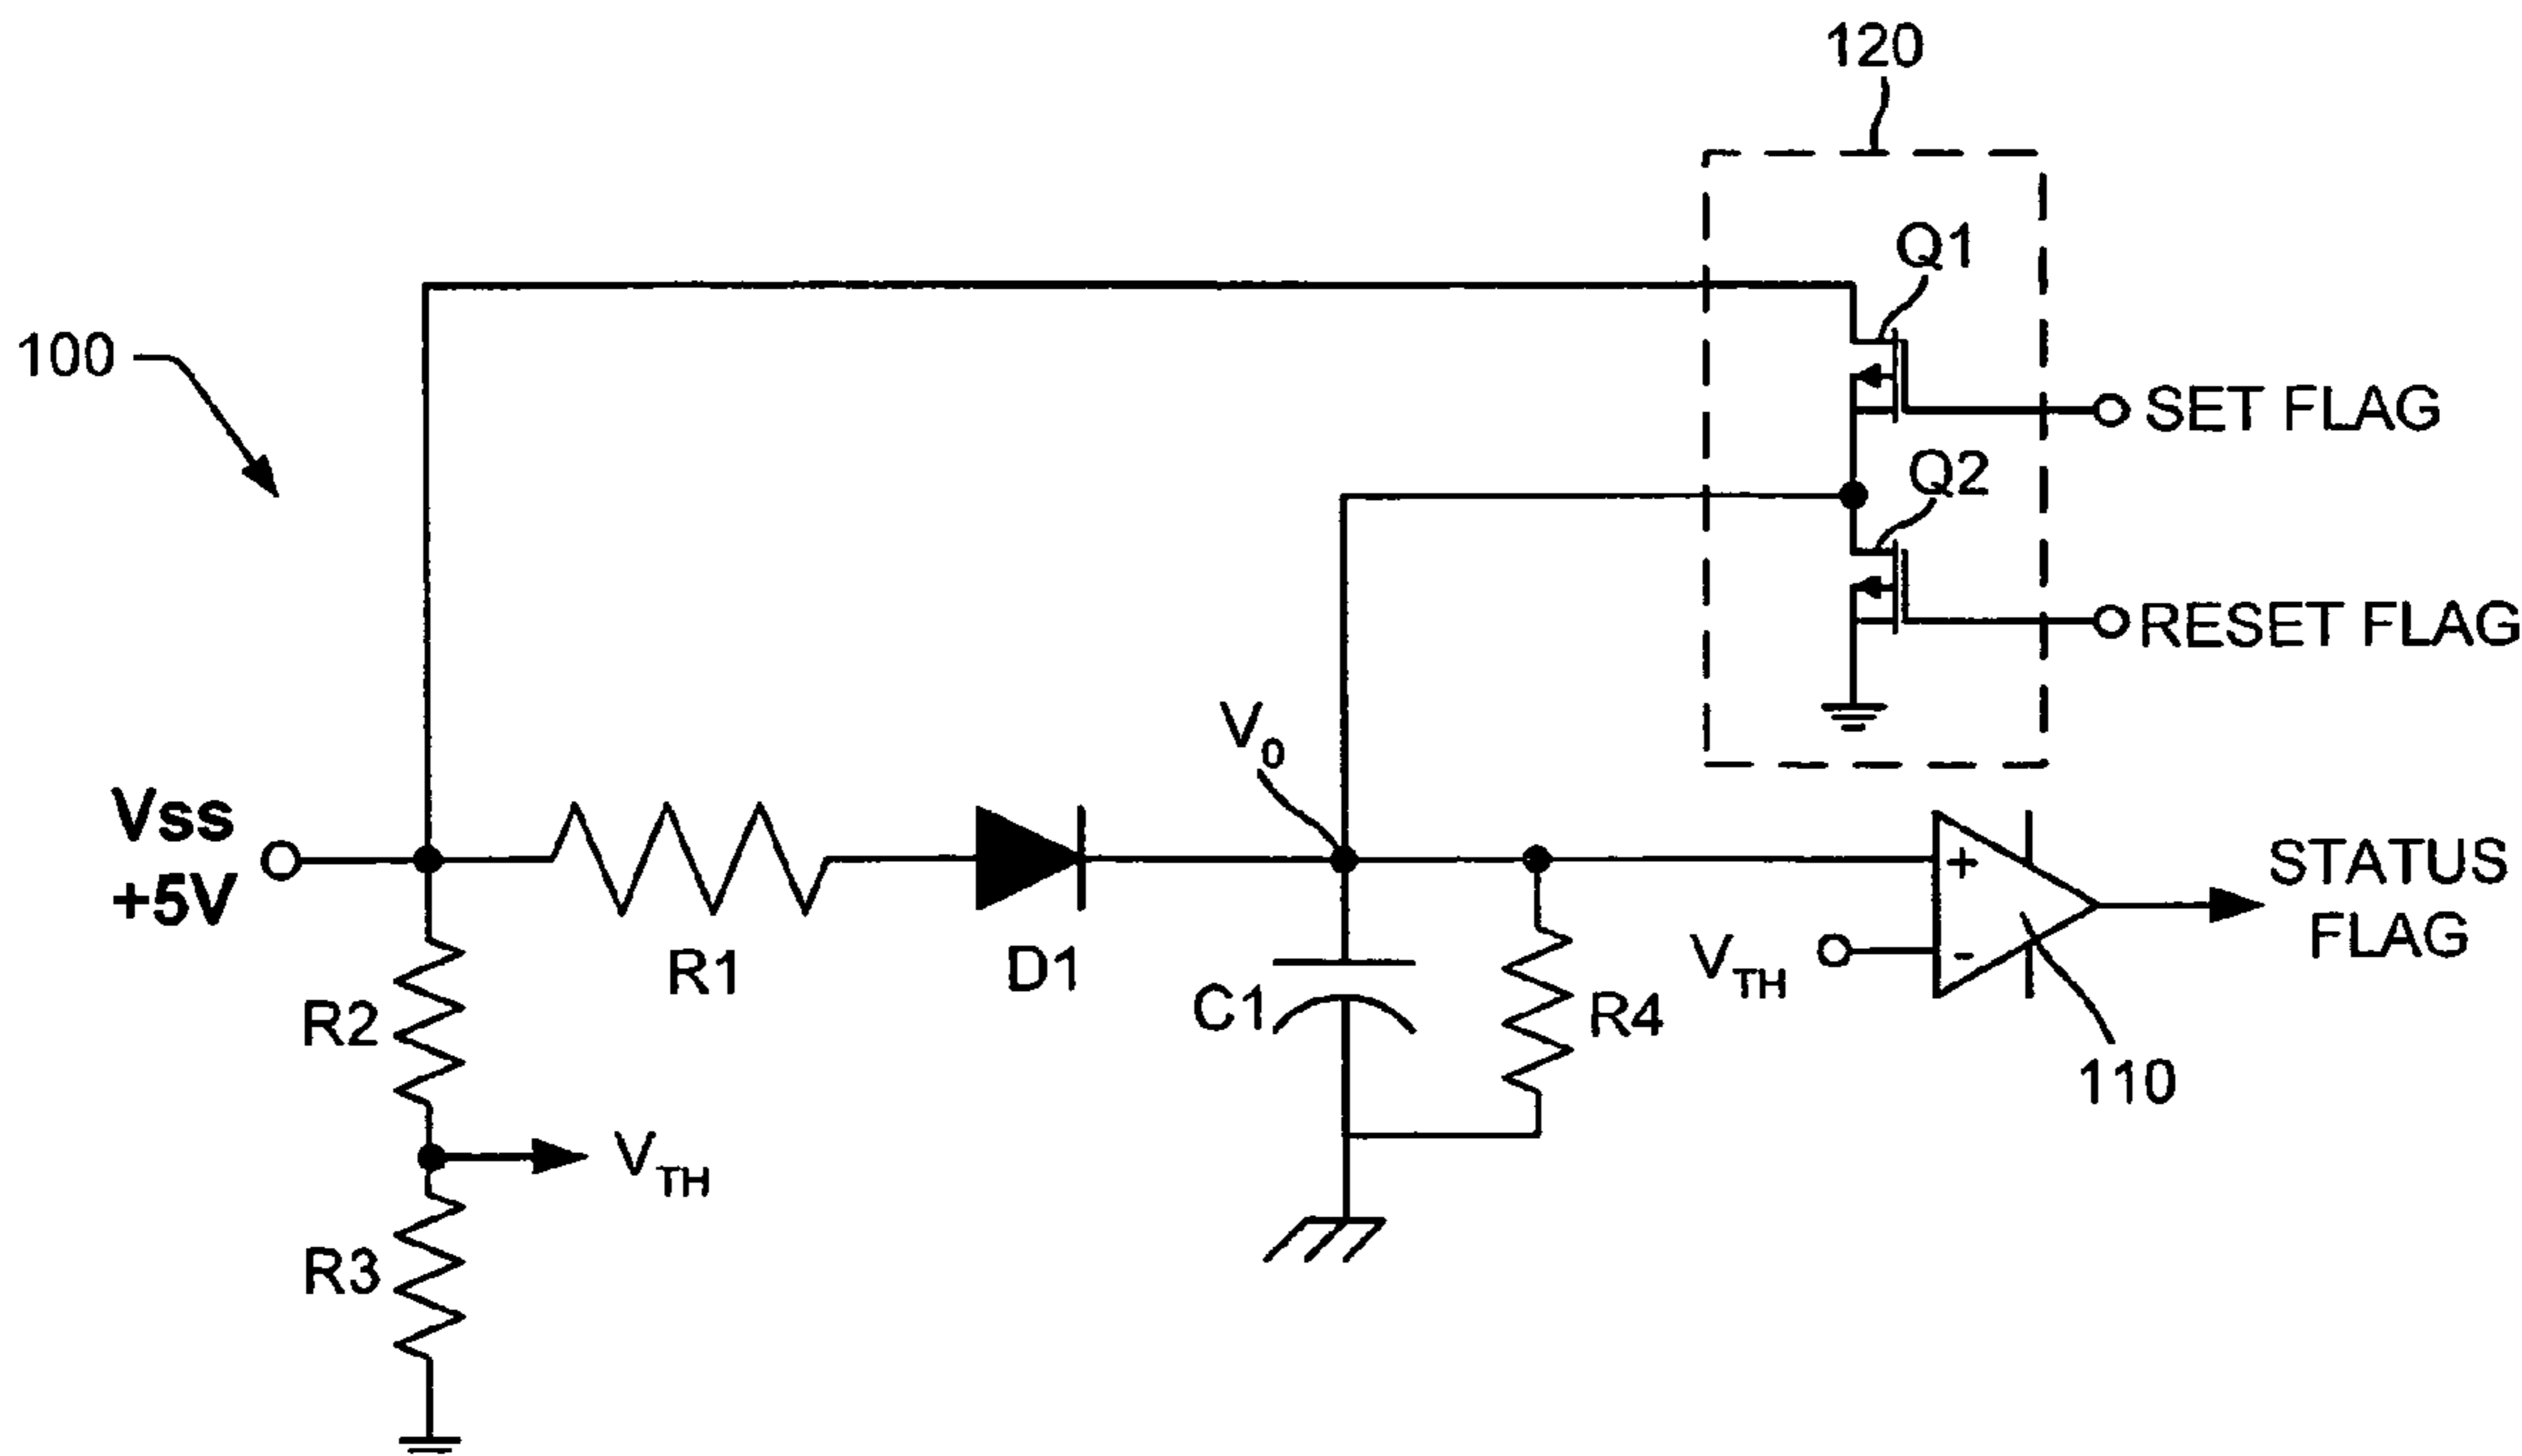 120
Q1
100
SET FLAG
Q2
RESET FLAG
V0
Vss
+5V
+
-
STATUS
FLAG
R1
D1
VTH
C1
R4
R2
110
VTH
R3